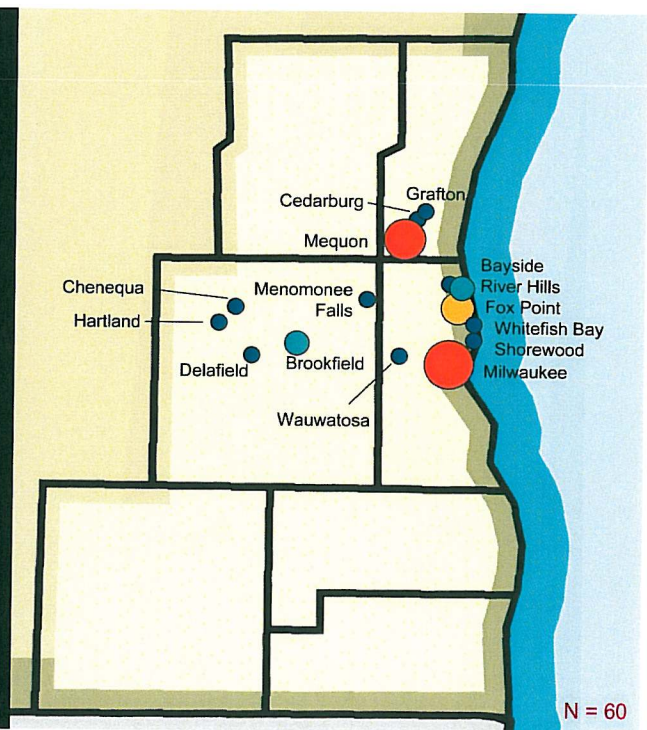 Grafton
Cedarburg
Mequon
Bayside
River Hills
Fox Point
Whitefish Bay
Shorewood
Milwaukee
Chenequa
Menomonee
Falls
Hartland
Delafield
Brookfield
Wauwatosa
N = 60